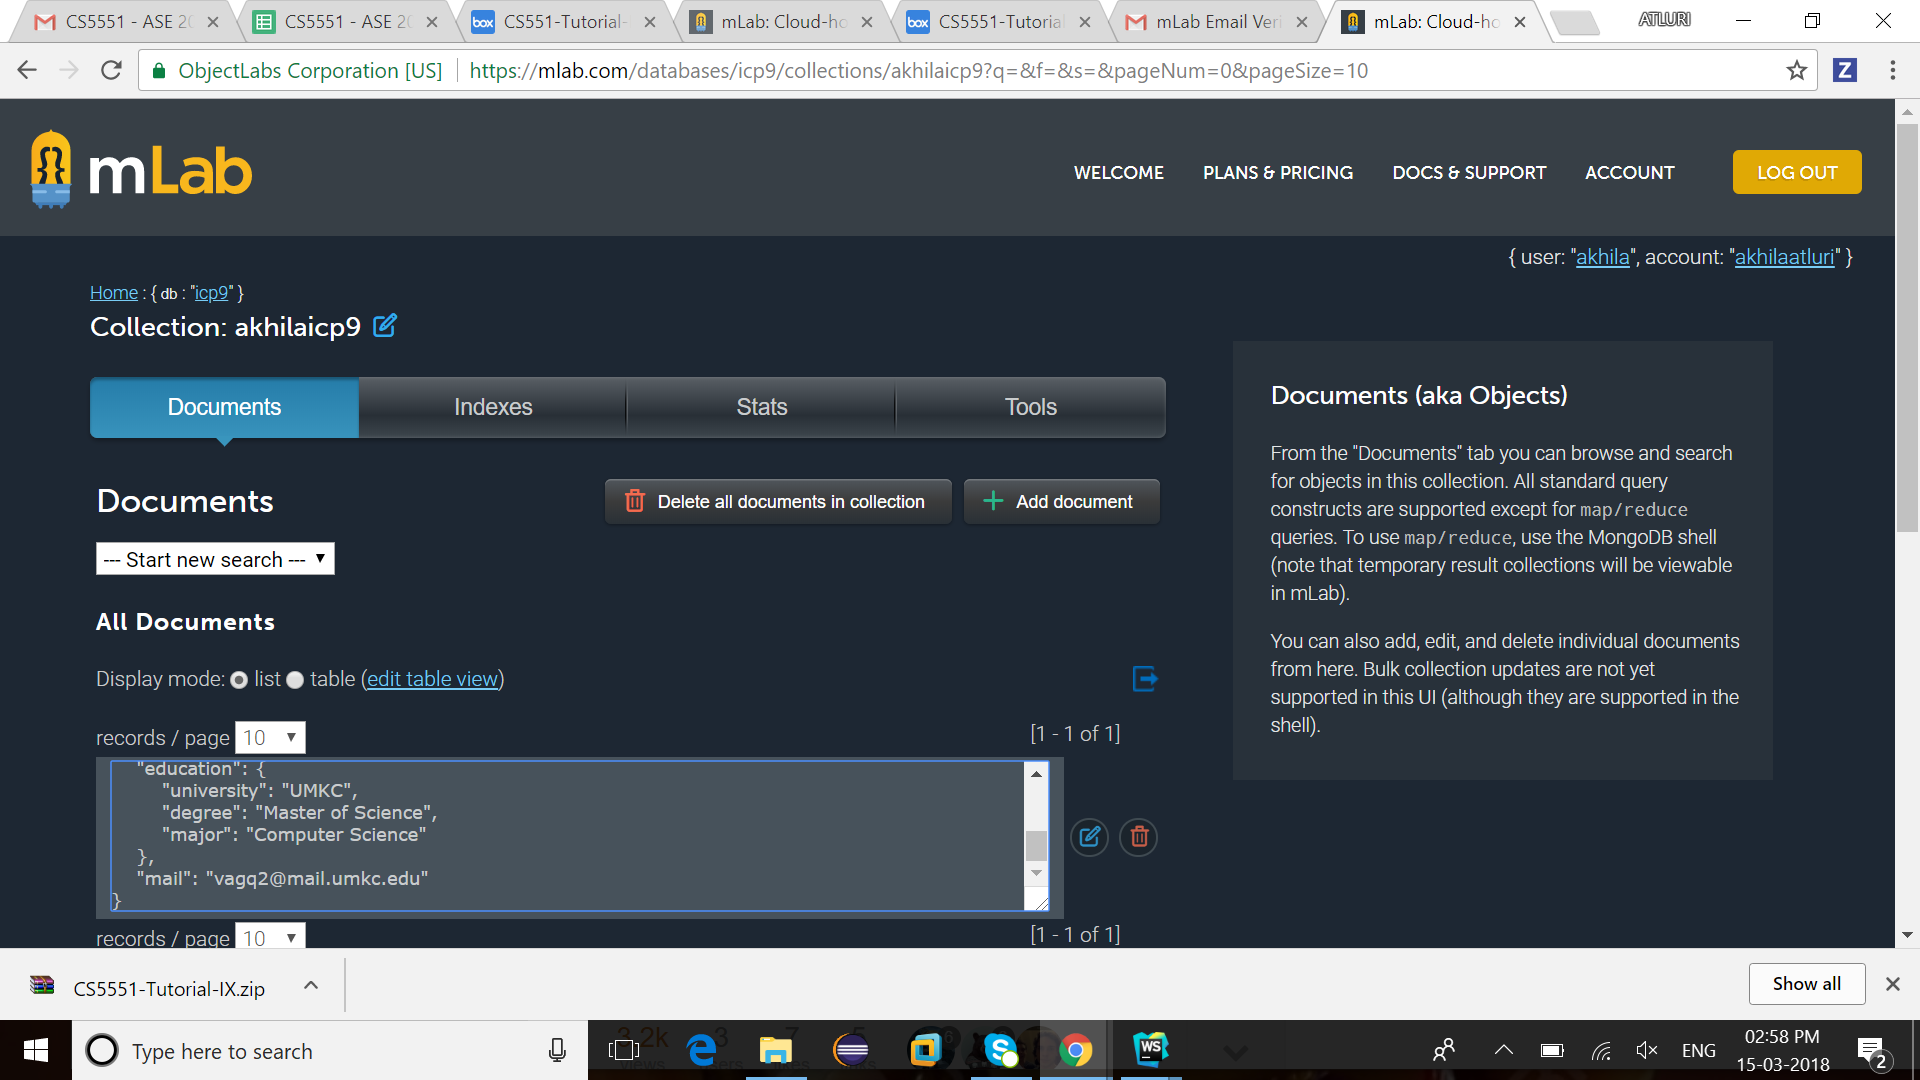 CS5551 - ASE 20
CS5551 - ASE 20
box CS5551-Tutorial-
mLab: Cloud-ho
box CS5551-Tutorial
mLab Email Veri
mLab: Cloud-ho
ATLURI
ObjectLabs Corporation [US]
https://mlab.com/databases/icp9/collections/akhilaicp9?q=&f=&s=&pageNum=0&pageSize=10
Z
mLab
WELCOME
PLANS & PRICING
DOCS & SUPPORT
ACCOUNT
LOG OUT
{ user: "akhila", account: "akhilaatluri" }
Home : { db : "icp9" }
Collection: akhilaicp9
Documents
Indexes
Stats
Tools
Documents
Delete all documents in collection
Add document
--- Start new search ---
All Documents
Display mode: list table (edit table view)
records / page 10
[1 - 1 of 1]
"education": {
"university": "UMKC",
"degree": "Master of Science",
"major": "Computer Science"
},
"mail": "vagq2@mail.umkc.edu"
}
records / page 10
[1 - 1 of 1]
Documents (aka Objects)
From the "Documents" tab you can browse and search
for objects in this collection. All standard query
constructs are supported except for map/reduce
queries. To use map/reduce, use the MongoDB shell
(note that temporary result collections will be viewable
in mLab).
You can also add, edit, and delete individual documents
from here. Bulk collection updates are not yet
supported in this UI (although they are supported in the
shell).
CS5551-Tutorial-IX.zip
Show all
Type here to search
WS
ENG
02:58 PM
15-03-2018
2